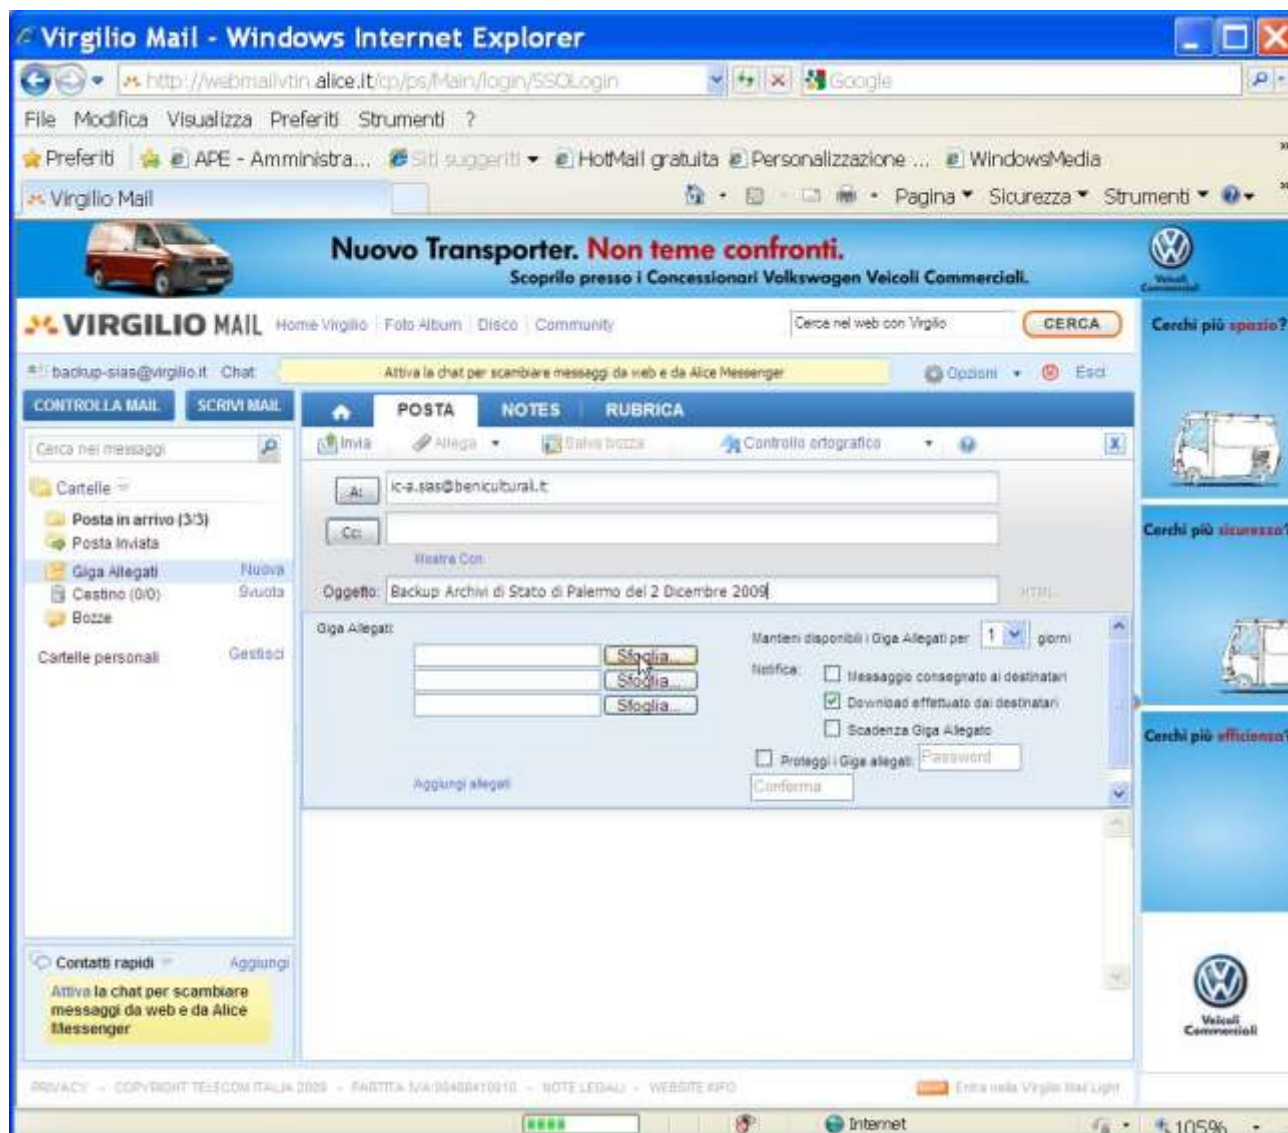 Virgilio Mail - Windows Internet Explorer
http://webmailvtin.alice.it/cp/ps/Main/login/SSOLogin Google
File Modifica Visualizza Preferiti Strumenti ?
Preferiti APE - Amministra... Siti suggeriti HotMail gratuita Personalizzazione ... WindowsMedia
Virgilio Mail Pagina Sicurezza Strumenti
Nuovo Transporter. Non teme confronti.
Scoprilo presso i Concessionari Volkswagen Veicoli Commerciali.
Veicoli Commerciali
VIRGILIO MAIL Home Virgilio Foto Album Disco Community Cerca nel web con Virgilio CERCA
Cerchi più spazio?
backup-sias@virgilio.it Chat Attiva la chat per scambiare messaggi da web e da Alice Messenger Opzioni Esci
CONTROLLA MAIL SCRIVI MAIL POSTA NOTES RUBRICA
Cerca nei messaggi Invia Allega Salva bozza Controllo ortografico X
Cartelle A: ic-a.sias@beniculturali.it
Posta in arrivo (3/3)
Posta Inviata Cc:
Cerchi più sicurezza?
Mostra Ccn
Giga Allegati Nuova
Cestino (0/0) Svuota Oggetto: Backup Archivi di Stato di Palermo del 2 Dicembre 2009 HTML
Bozze
Cartelle personali Gestisci
Giga Allegati: Mantieni disponibili i Giga Allegati per 1 giorni
Sfoglia... Notifica: Messaggio consegnato ai destinatari
Sfoglia... Download effettuato dai destinatari
Sfoglia... Scadenza Giga Allegato
Cerchi più efficienza?
Proteggi i Giga allegati: Password
Aggiungi allegati Conferma
Contatti rapidi Aggiungi
Attiva la chat per scambiare
messaggi da web e da Alice
Messenger
Veicoli
Commerciali
PRIVACY - COPYRIGHT TELECOM ITALIA 2009 - PARTITA IVA:00488410010 - NOTE LEGALI - WEBSITE INFO Entra nella Virgilio Mail Light
Internet 105%